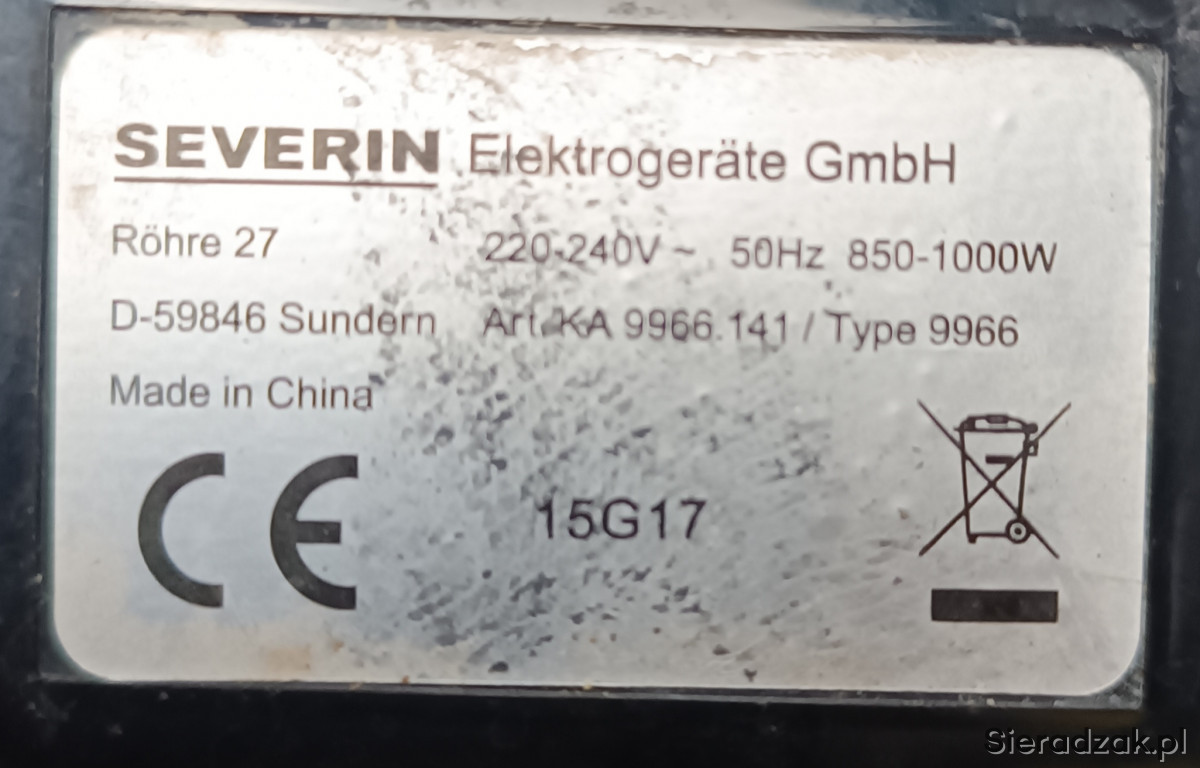 SEVERIN Elektrogeräte GmbH
Röhre 27 220-240V ~ 50Hz 850-1000W
D-59846 Sundern Art. KA 9966.141 / Type 9966
Made in China
CE
15G17
Sieradzak.pl